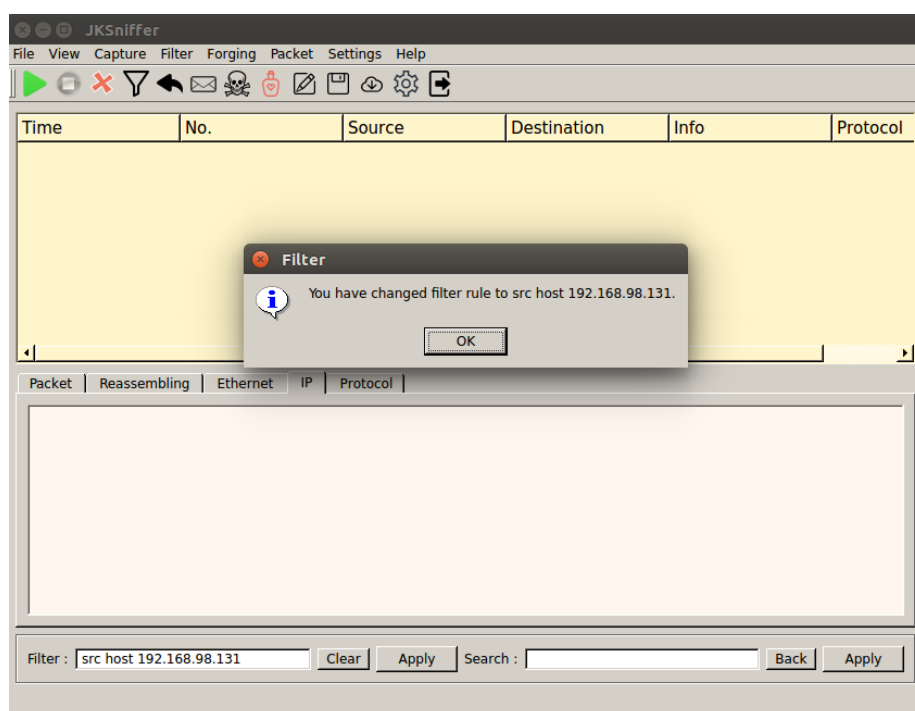 JKSniffer
File View Capture Filter Forging Packet Settings Help
Time No. Source Destination Info Protocol
Filter
You have changed filter rule to src host 192.168.98.131.
OK
Packet Reassembling Ethernet IP Protocol
Filter : src host 192.168.98.131 Clear Apply Search : Back Apply